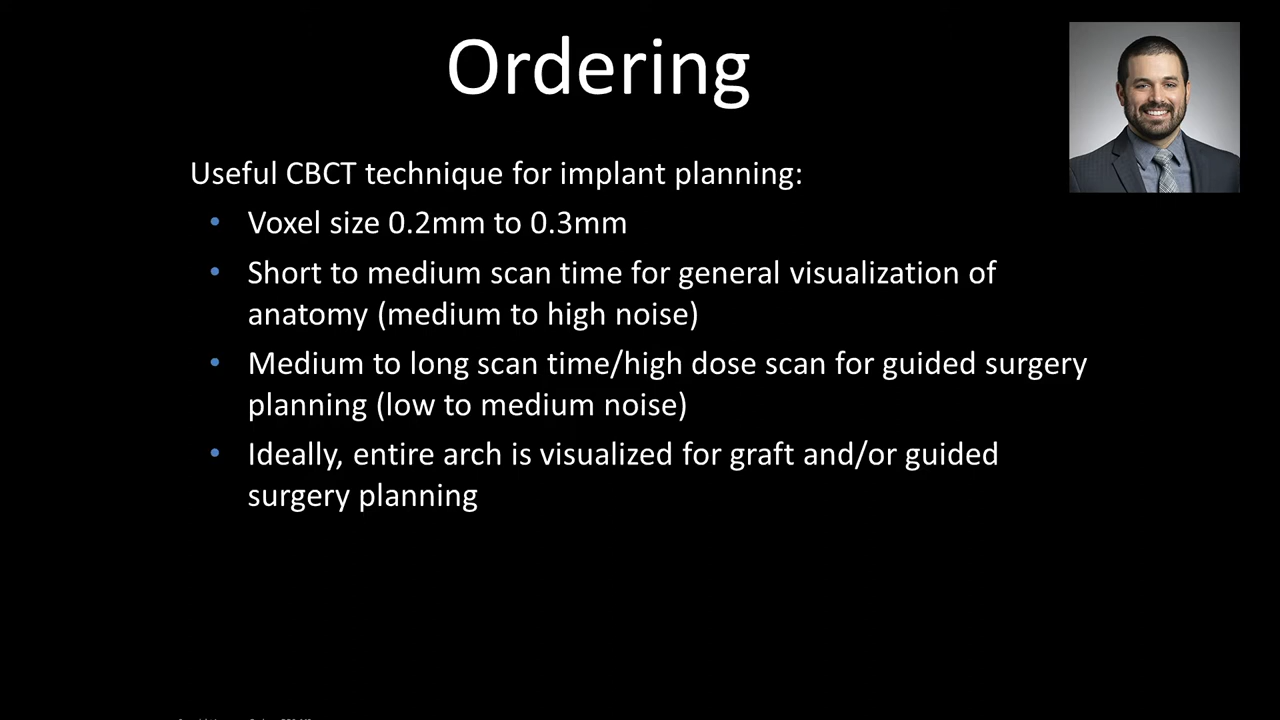 Ordering
Useful CBCT technique for implant planning:
• Voxel size 0.2mm to 0.3mm
• Short to medium scan time for general visualization of
anatomy (medium to high noise)
• Medium to long scan time/high dose scan for guided surgery
planning (low to medium noise)
• Ideally, entire arch is visualized for graft and/or guided
surgery planning